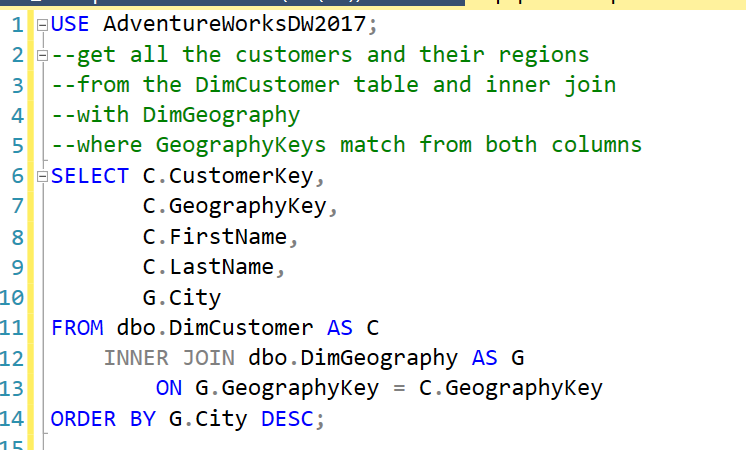 1 USE AdventureWorksDW2017;
2 --get all the customers and their regions
3 --from the DimCustomer table and inner join
4 --with DimGeography
5 --where GeographyKeys match from both columns
6 SELECT C.CustomerKey,
7 C.GeographyKey,
8 C.FirstName,
9 C.LastName,
10 G.City
11 FROM dbo.DimCustomer AS C
12 INNER JOIN dbo.DimGeography AS G
13 ON G.GeographyKey = C.GeographyKey
14 ORDER BY G.City DESC;
15